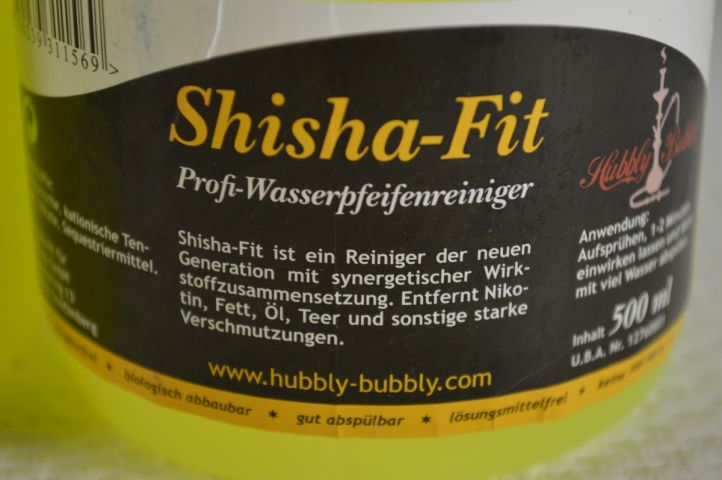 311569>
Shisha-Fit
Profi-Wasserpfeifenreiniger
Hubbly Bubbly
kationische Ten-
Sequestriermittel.
Shisha-Fit ist ein Reiniger der neuen
Generation mit synergetischer Wirk-
stoffzusammensetzung. Entfernt Niko-
tin, Fett, Öl, Teer und sonstige starke
Verschmutzungen.
Anwendung:
Aufsprühen, 1-2
einwirken lassen und
mit viel Wasser
Inhalt 500 ml
U.B.A. Nr.
www.hubbly-bubbly.com
biologisch abbaubar ✶ gut abspülbar ✶ lösungsmittelfrei ✶ keine